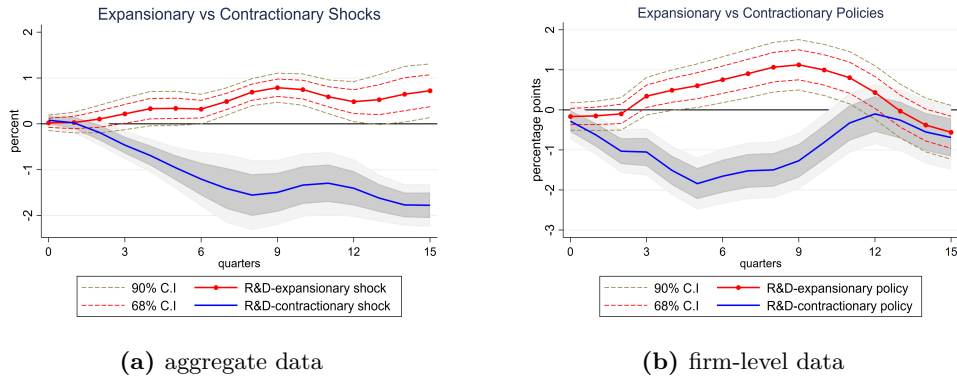 Expansionary vs Contractionary Shocks
percent
2
1
0
-1
-2
0 3 6 9 12 15
quarters
90% C.I R&D-expansionary shock
68% C.I R&D-contractionary shock
(a) aggregate data
Expansionary vs Contractionary Policies
percentage points
2
1
0
-1
-2
-3
0 3 6 9 12 15
quarters
90% C.I R&D-expansionary policy
68% C.I R&D-contractionary policy
(b) firm-level data